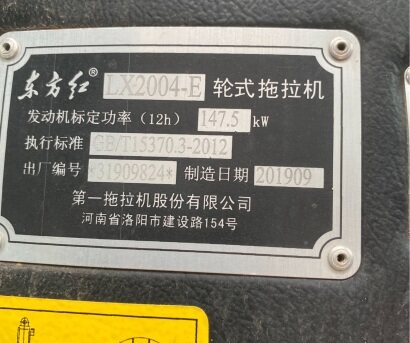 东方红® LX2004-E 轮式拖拉机
发动机标定功率(12h) 147.5 kW
执行标准 GB/T15370.3-2012
出厂编号 *31909824* 制造日期 201909
第一拖拉机股份有限公司
河南省洛阳市建设路154号